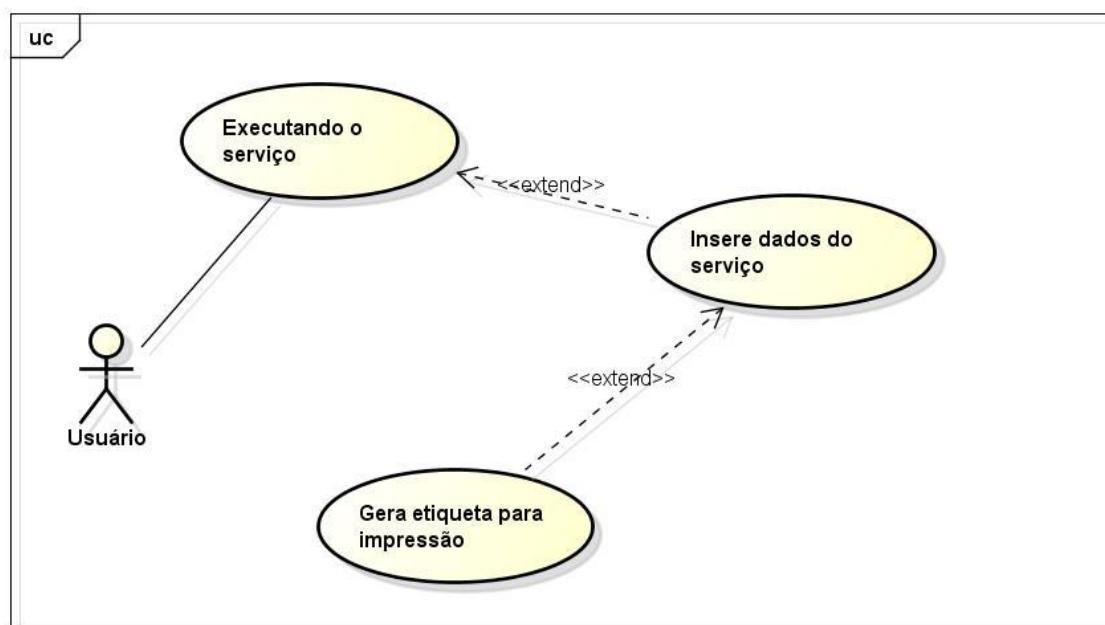 uc
Executando o
serviço
<<extend>>
Insere dados do
serviço
<<extend>>
Usuário
Gera etiqueta para
impressão